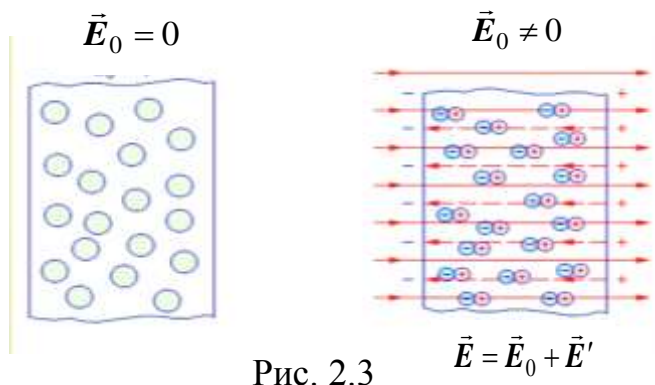 E⃗₀ = 0
E⃗₀ ≠ 0
E⃗ = E⃗₀ + E⃗′
Рис. 2.3